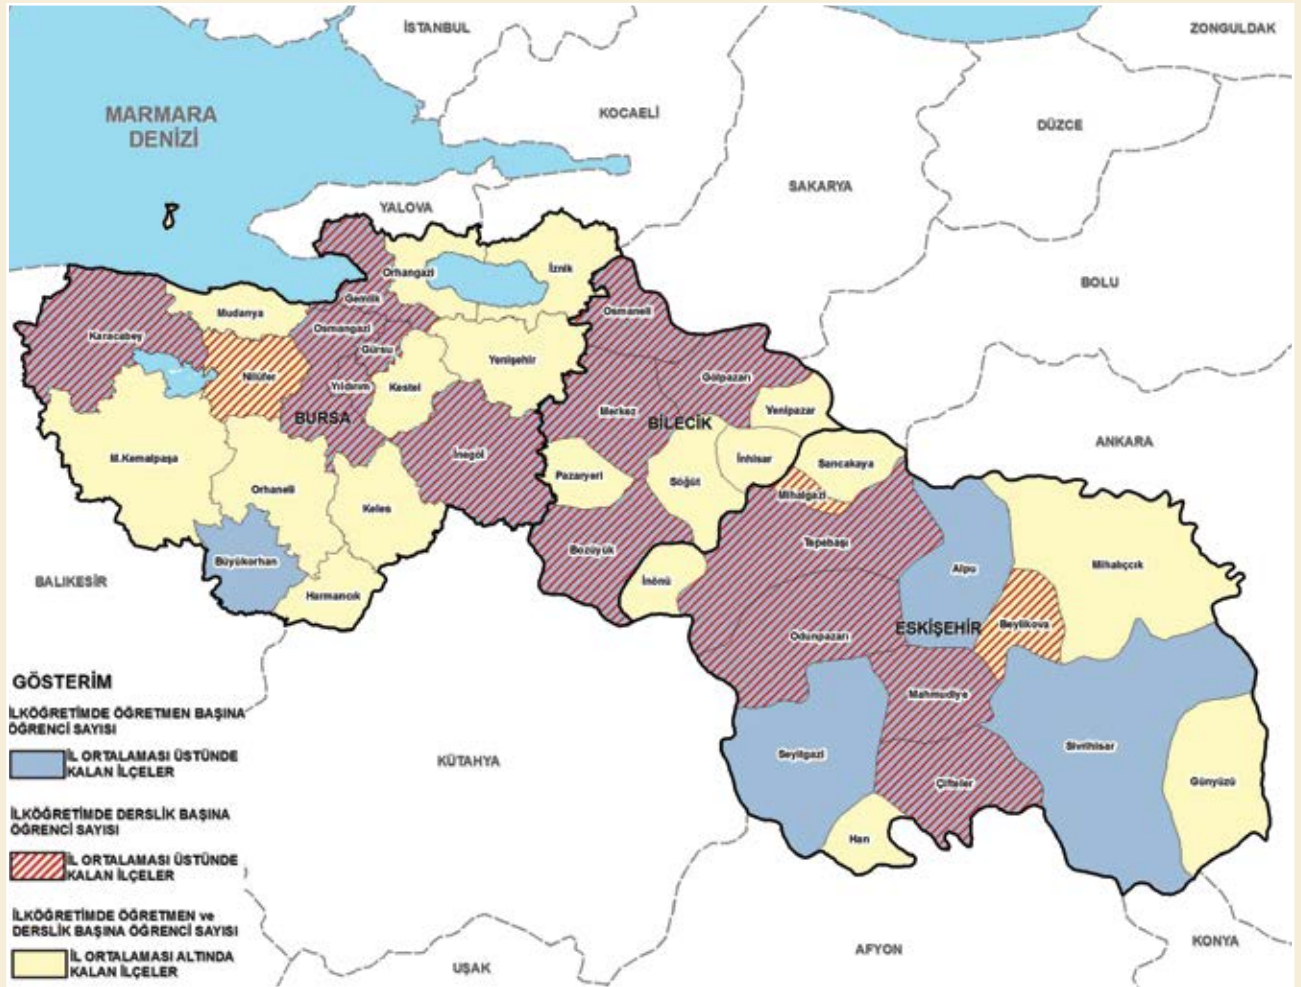 İSTANBUL
ZONGULDAK
MARMARA
DENİZİ
KOCAELİ
DÜZCE
SAKARYA
YALOVA
BOLU
Orhangazi
İznik
Gemlik
Mudanya
Osmangazi
Osmaneli
Karacabey
Gürsu
Yenişehir
Nilüfer
Yıldırım
Kestel
Gölpazarı
BURSA
Merkez
BİLECİK
Yenipazar
ANKARA
M.Kemalpaşa
İnegöl
İnhisar
Sarıcakaya
Orhaneli
Pazaryeri
Söğüt
Mihalgazi
Keles
Tepebaşı
Büyükorhan
Bozüyük
Alpu
Mihalıççık
BALIKESİR
Harmancık
İnönü
Odunpazarı
ESKİŞEHİR
Beylikova
Mahmudiye
Seyitgazi
Sivrihisar
KÜTAHYA
Çifteler
Günyüzü
Han
AFYON
KONYA
UŞAK
GÖSTERİM
İLKÖĞRETİMDE ÖĞRETMEN BAŞINA
ÖĞRENCİ SAYISI
İL ORTALAMASI ÜSTÜNDE
KALAN İLÇELER
İLKÖĞRETİMDE DERSLİK BAŞINA
ÖĞRENCİ SAYISI
İL ORTALAMASI ÜSTÜNDE
KALAN İLÇELER
İLKÖĞRETİMDE ÖĞRETMEN ve
DERSLİK BAŞINA ÖĞRENCİ SAYISI
İL ORTALAMASI ALTINDA
KALAN İLÇELER